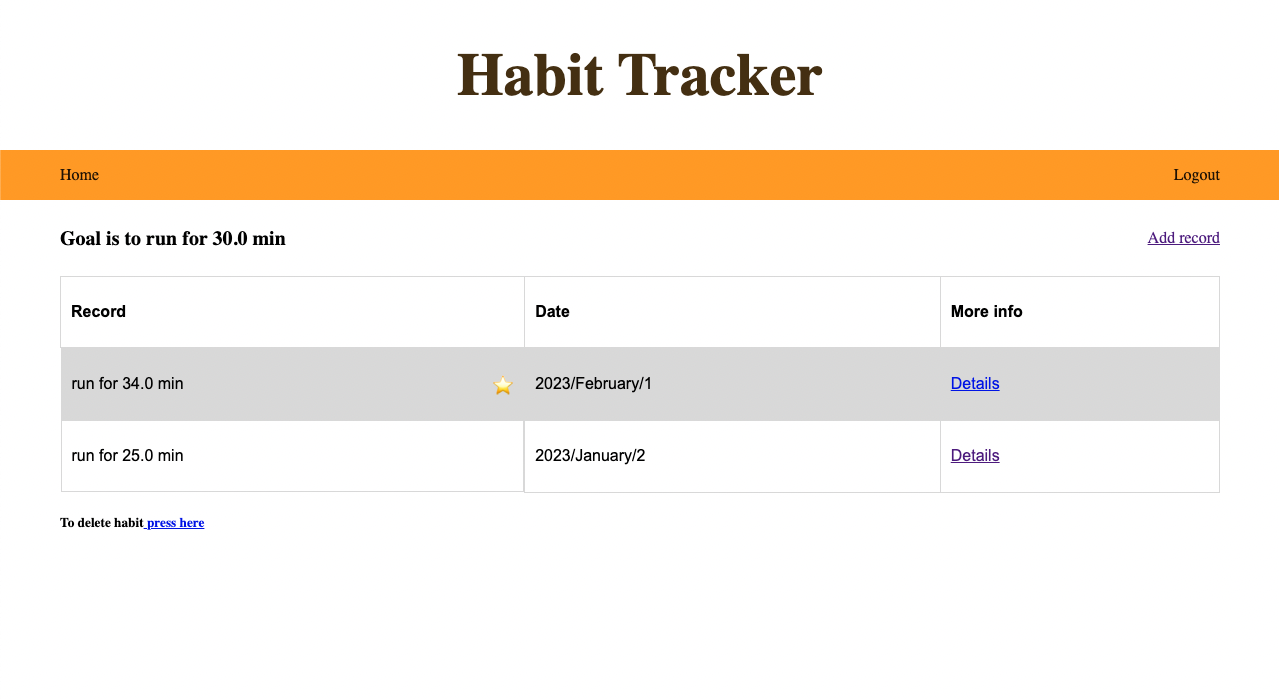 Habit Tracker
Home Logout
Goal is to run for 30.0 min Add record
Record Date More info
run for 34.0 min 2023/February/1 Details
run for 25.0 min 2023/January/2 Details
To delete habit press here